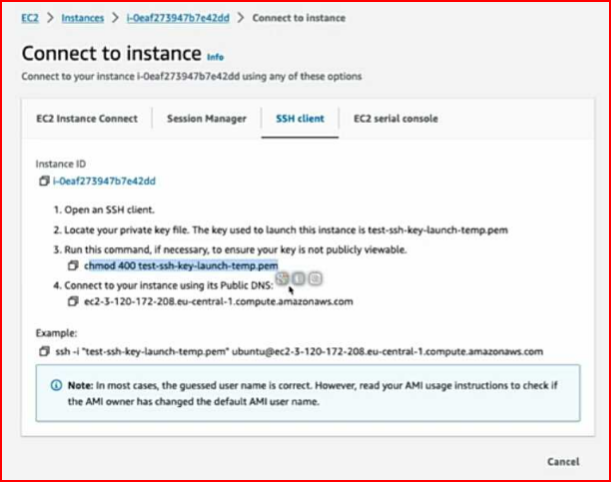 EC2 > Instances > i-0eaf273947b7e42dd > Connect to instance
Connect to instance Info
Connect to your instance i-0eaf273947b7e42dd using any of these options
EC2 Instance Connect Session Manager SSH client EC2 serial console
Instance ID
i-0eaf273947b7e42dd
1. Open an SSH client.
2. Locate your private key file. The key used to launch this instance is test-ssh-key-launch-temp.pem
3. Run this command, if necessary, to ensure your key is not publicly viewable.
chmod 400 test-ssh-key-launch-temp.pem
4. Connect to your instance using its Public DNS:
ec2-3-120-172-208.eu-central-1.compute.amazonaws.com
Example:
ssh -i "test-ssh-key-launch-temp.pem" ubuntu@ec2-3-120-172-208.eu-central-1.compute.amazonaws.com
Note: In most cases, the guessed user name is correct. However, read your AMI usage instructions to check if
the AMI owner has changed the default AMI user name.
Cancel